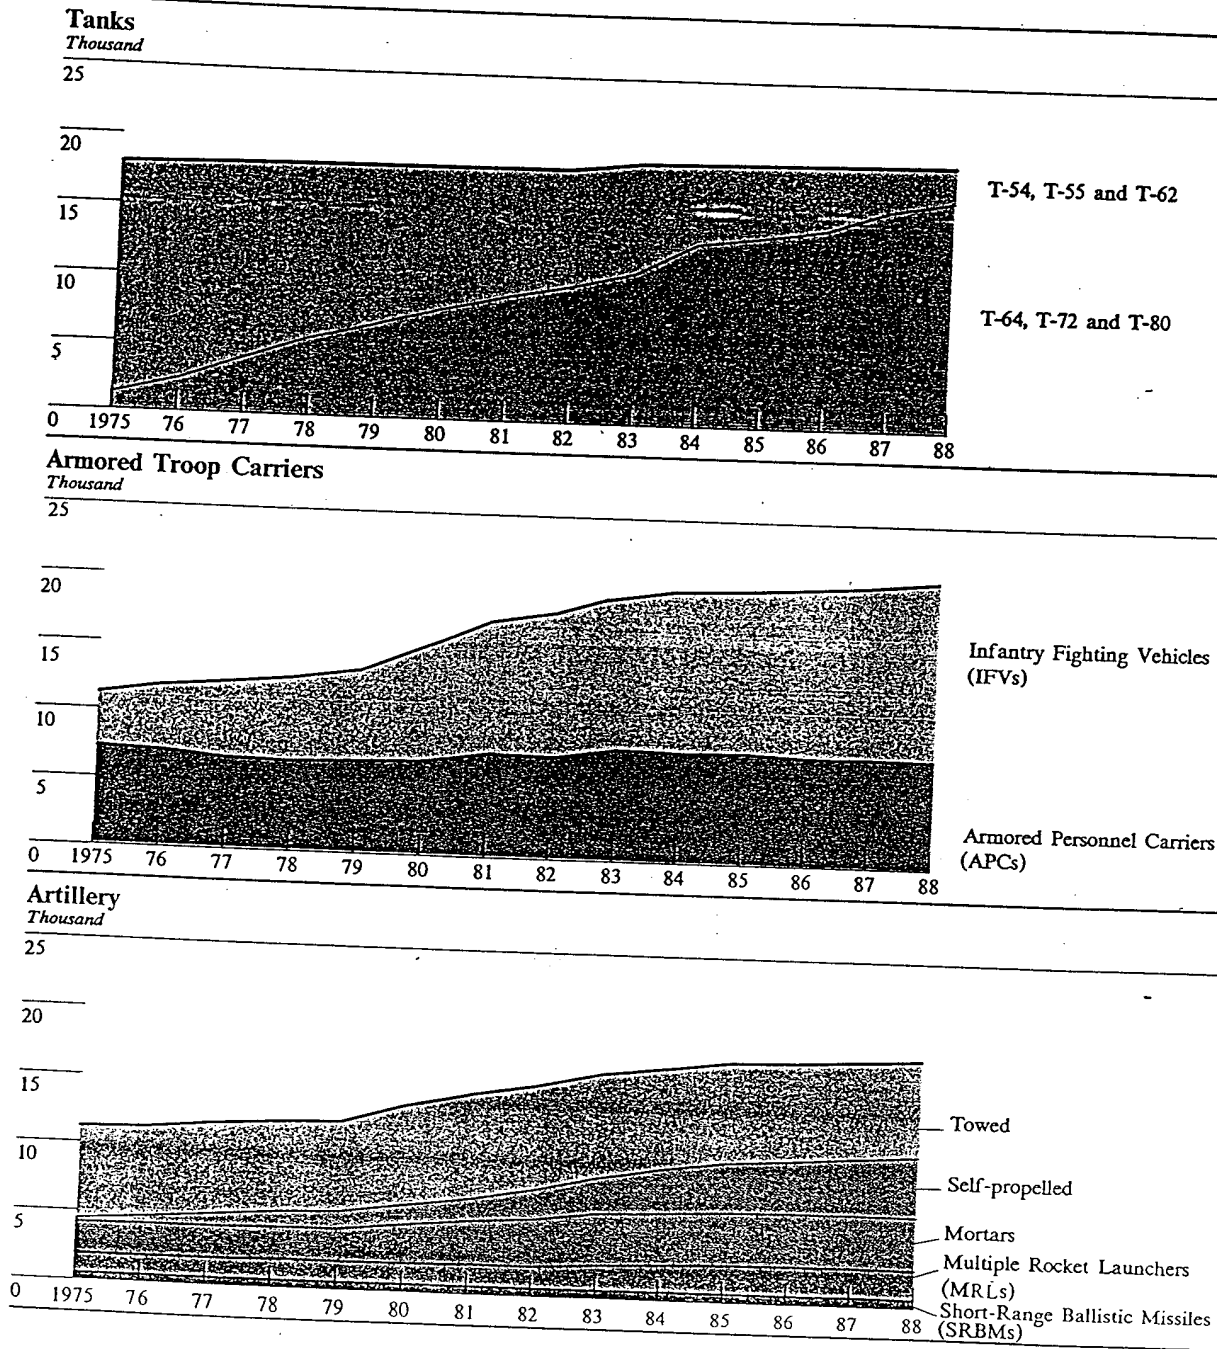 Tanks
Thousand
25
20
15
10
5
0 1975 76 77 78 79 80 81 82 83 84 85 86 87 88
T-54, T-55 and T-62
T-64, T-72 and T-80
Armored Troop Carriers
Thousand
25
20
15
10
5
0 1975 76 77 78 79 80 81 82 83 84 85 86 87 88
Infantry Fighting Vehicles
(IFVs)
Armored Personnel Carriers
(APCs)
Artillery
Thousand
25
20
15
10
5
0 1975 76 77 78 79 80 81 82 83 84 85 86 87 88
Towed
Self-propelled
Mortars
Multiple Rocket Launchers
(MRLs)
Short-Range Ballistic Missiles
(SRBMs)